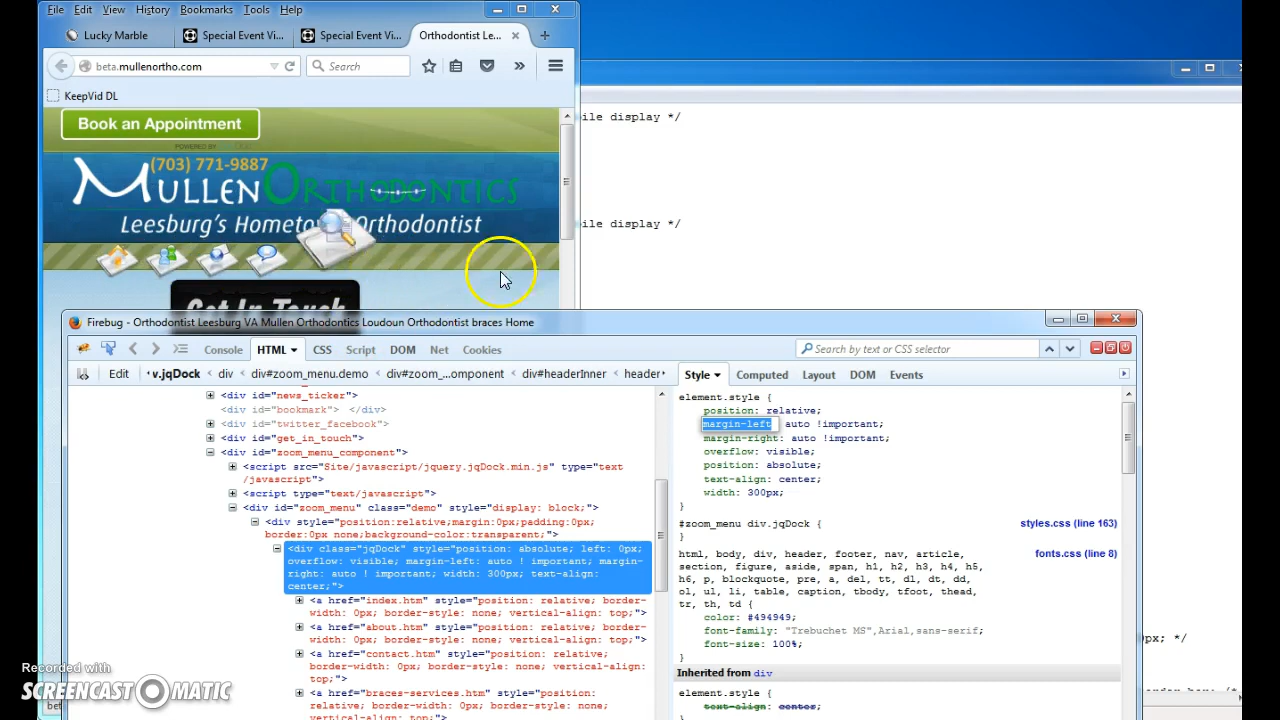 File Edit View History Bookmarks Tools Help
Lucky Marble Special Event Vi... Special Event Vi... Orthodontist Le...
beta.mullenortho.com Search
KeepVid DL
Book an Appointment
POWERED BY
(703) 771-9887
Mullen Orthodontics
Leesburg's Hometo Orthodontist
Get In Touch
ile display */
ile display */
Firebug - Orthodontist Leesburg VA Mullen Orthodontics Loudoun Orthodontist braces Home
Console HTML CSS Script DOM Net Cookies Search by text or CSS selector
Edit v.jqDock div div#zoom_menu.demo div#zoom_...omponent div#headerInner header
Style Computed Layout DOM Events
<div id="news_ticker">
<div id="bookmark"> </div>
<div id="twitter_facebook">
<div id="get_in_touch">
<div id="zoom_menu_component">
<script src="Site/javascript/jquery.jqDock.min.js" type="text
/javascript">
<script type="text/javascript">
<div id="zoom_menu" class="demo" style="display: block;">
<div style="position:relative;margin:0px;padding:0px;
border:0px none;background-color:transparent;">
<div class="jqDock" style="position: absolute; left: 0px;
overflow: visible; margin-left: auto ! important; margin-
right: auto ! important; width: 300px; text-align:
center;">
<a href="index.htm" style="position: relative; border-
width: 0px; border-style: none; vertical-align: top;">
<a href="about.htm" style="position: relative; border-
width: 0px; border-style: none; vertical-align: top;">
<a href="contact.htm" style="position: relative;
border-width: 0px; border-style: none; vertical-align:
top;">
<a href="braces-services.htm" style="position:
relative; border-width: 0px; border-style: none;
vertical-align: top;">
element.style {
position: relative;
margin-left auto !important;
margin-right: auto !important;
overflow: visible;
position: absolute;
text-align: center;
width: 300px;
}
#zoom_menu div.jqDock { styles.css (line 163)
}
html, body, div, header, footer, nav, article, fonts.css (line 8)
section, figure, aside, span, h1, h2, h3, h4, h5,
h6, p, blockquote, pre, a, del, tt, dl, dt, dd,
ol, ul, li, table, caption, tbody, tfoot, thead,
tr, th, td {
color: #494949;
font-family: "Trebuchet MS",Arial,sans-serif;
font-size: 100%;
}
Inherited from div
element.style {
text-align: center;
0px; */
Recorded with
SCREENCAST MATIC